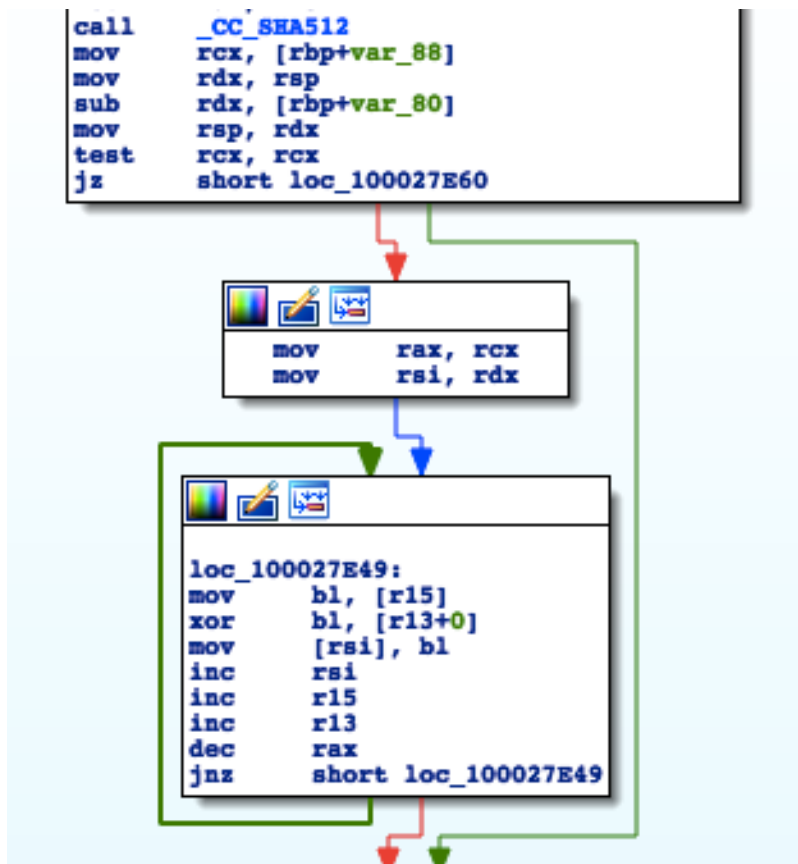 call _CC_SHA512
mov rcx, [rbp+var_88]
mov rdx, rsp
sub rdx, [rbp+var_80]
mov rsp, rdx
test rcx, rcx
jz short loc_100027E60
mov rax, rcx
mov rsi, rdx
loc_100027E49:
mov bl, [r15]
xor bl, [r13+0]
mov [rsi], bl
inc rsi
inc r15
inc r13
dec rax
jnz short loc_100027E49